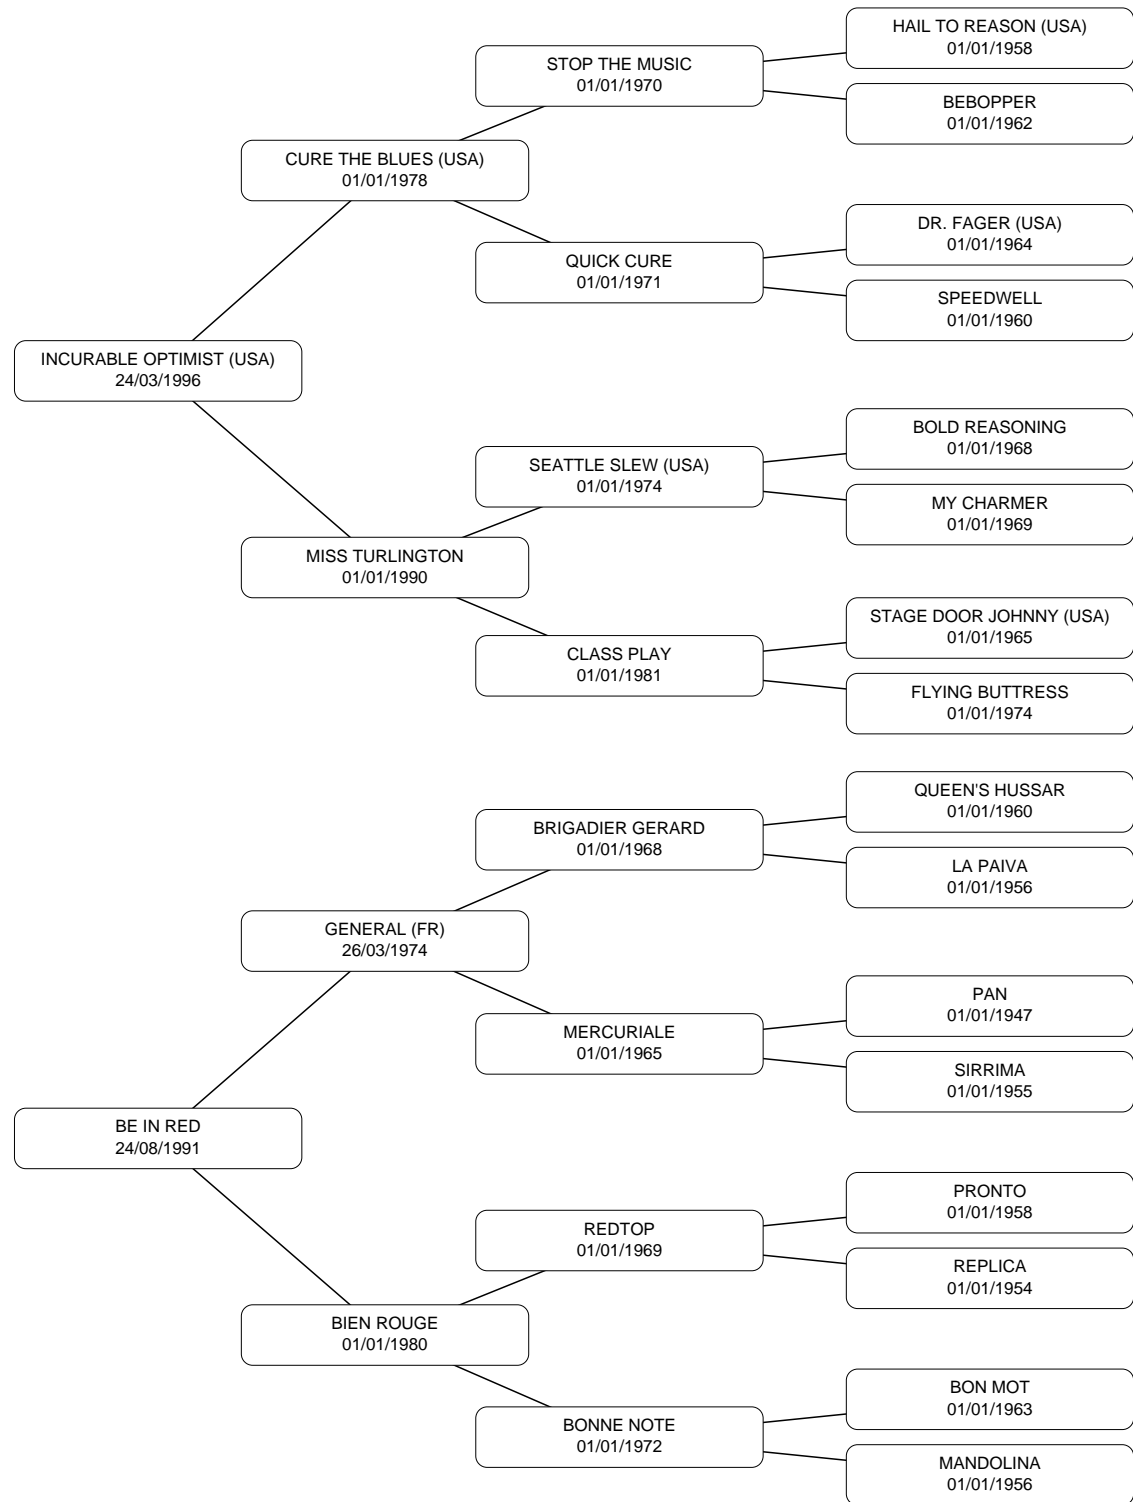 HAIL TO REASON (USA)
01/01/1958
STOP THE MUSIC
01/01/1970
BEBOPPER
01/01/1962
CURE THE BLUES (USA)
01/01/1978
DR. FAGER (USA)
01/01/1964
QUICK CURE
01/01/1971
SPEEDWELL
01/01/1960
INCURABLE OPTIMIST (USA)
24/03/1996
BOLD REASONING
01/01/1968
SEATTLE SLEW (USA)
01/01/1974
MY CHARMER
01/01/1969
MISS TURLINGTON
01/01/1990
STAGE DOOR JOHNNY (USA)
01/01/1965
CLASS PLAY
01/01/1981
FLYING BUTTRESS
01/01/1974
QUEEN'S HUSSAR
01/01/1960
BRIGADIER GERARD
01/01/1968
LA PAIVA
01/01/1956
GENERAL (FR)
26/03/1974
PAN
01/01/1947
MERCURIALE
01/01/1965
SIRRIMA
01/01/1955
BE IN RED
24/08/1991
PRONTO
01/01/1958
REDTOP
01/01/1969
REPLICA
01/01/1954
BIEN ROUGE
01/01/1980
BON MOT
01/01/1963
BONNE NOTE
01/01/1972
MANDOLINA
01/01/1956